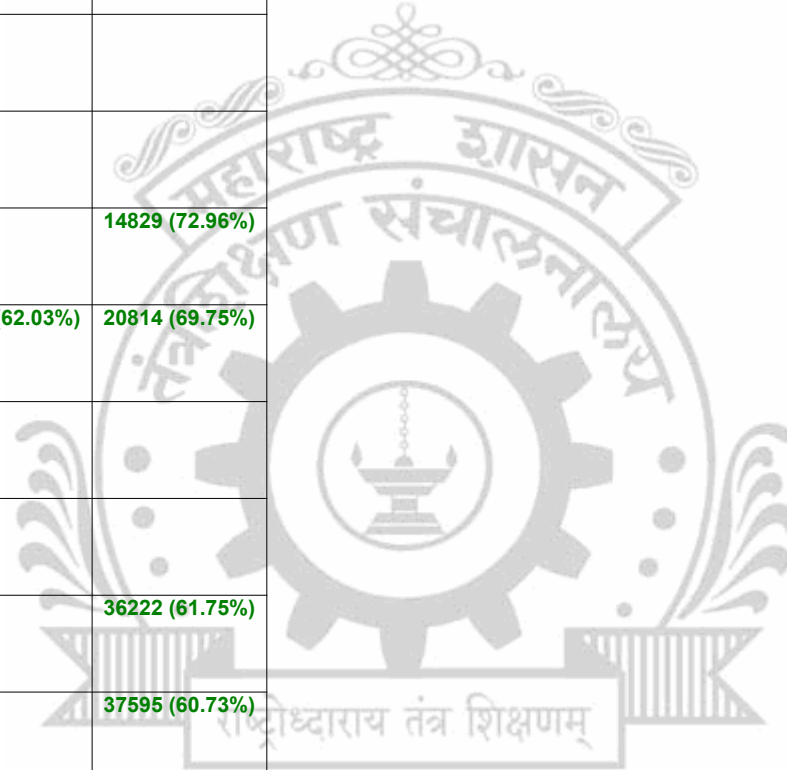 महाराष्ट्र शासन
तंत्रशिक्षण संचालनालय
14829 (72.96%)
62.03%) 20814 (69.75%)
36222 (61.75%)
37595 (60.73%)
राष्ट्रोध्दाराय तंत्र शिक्षणम्